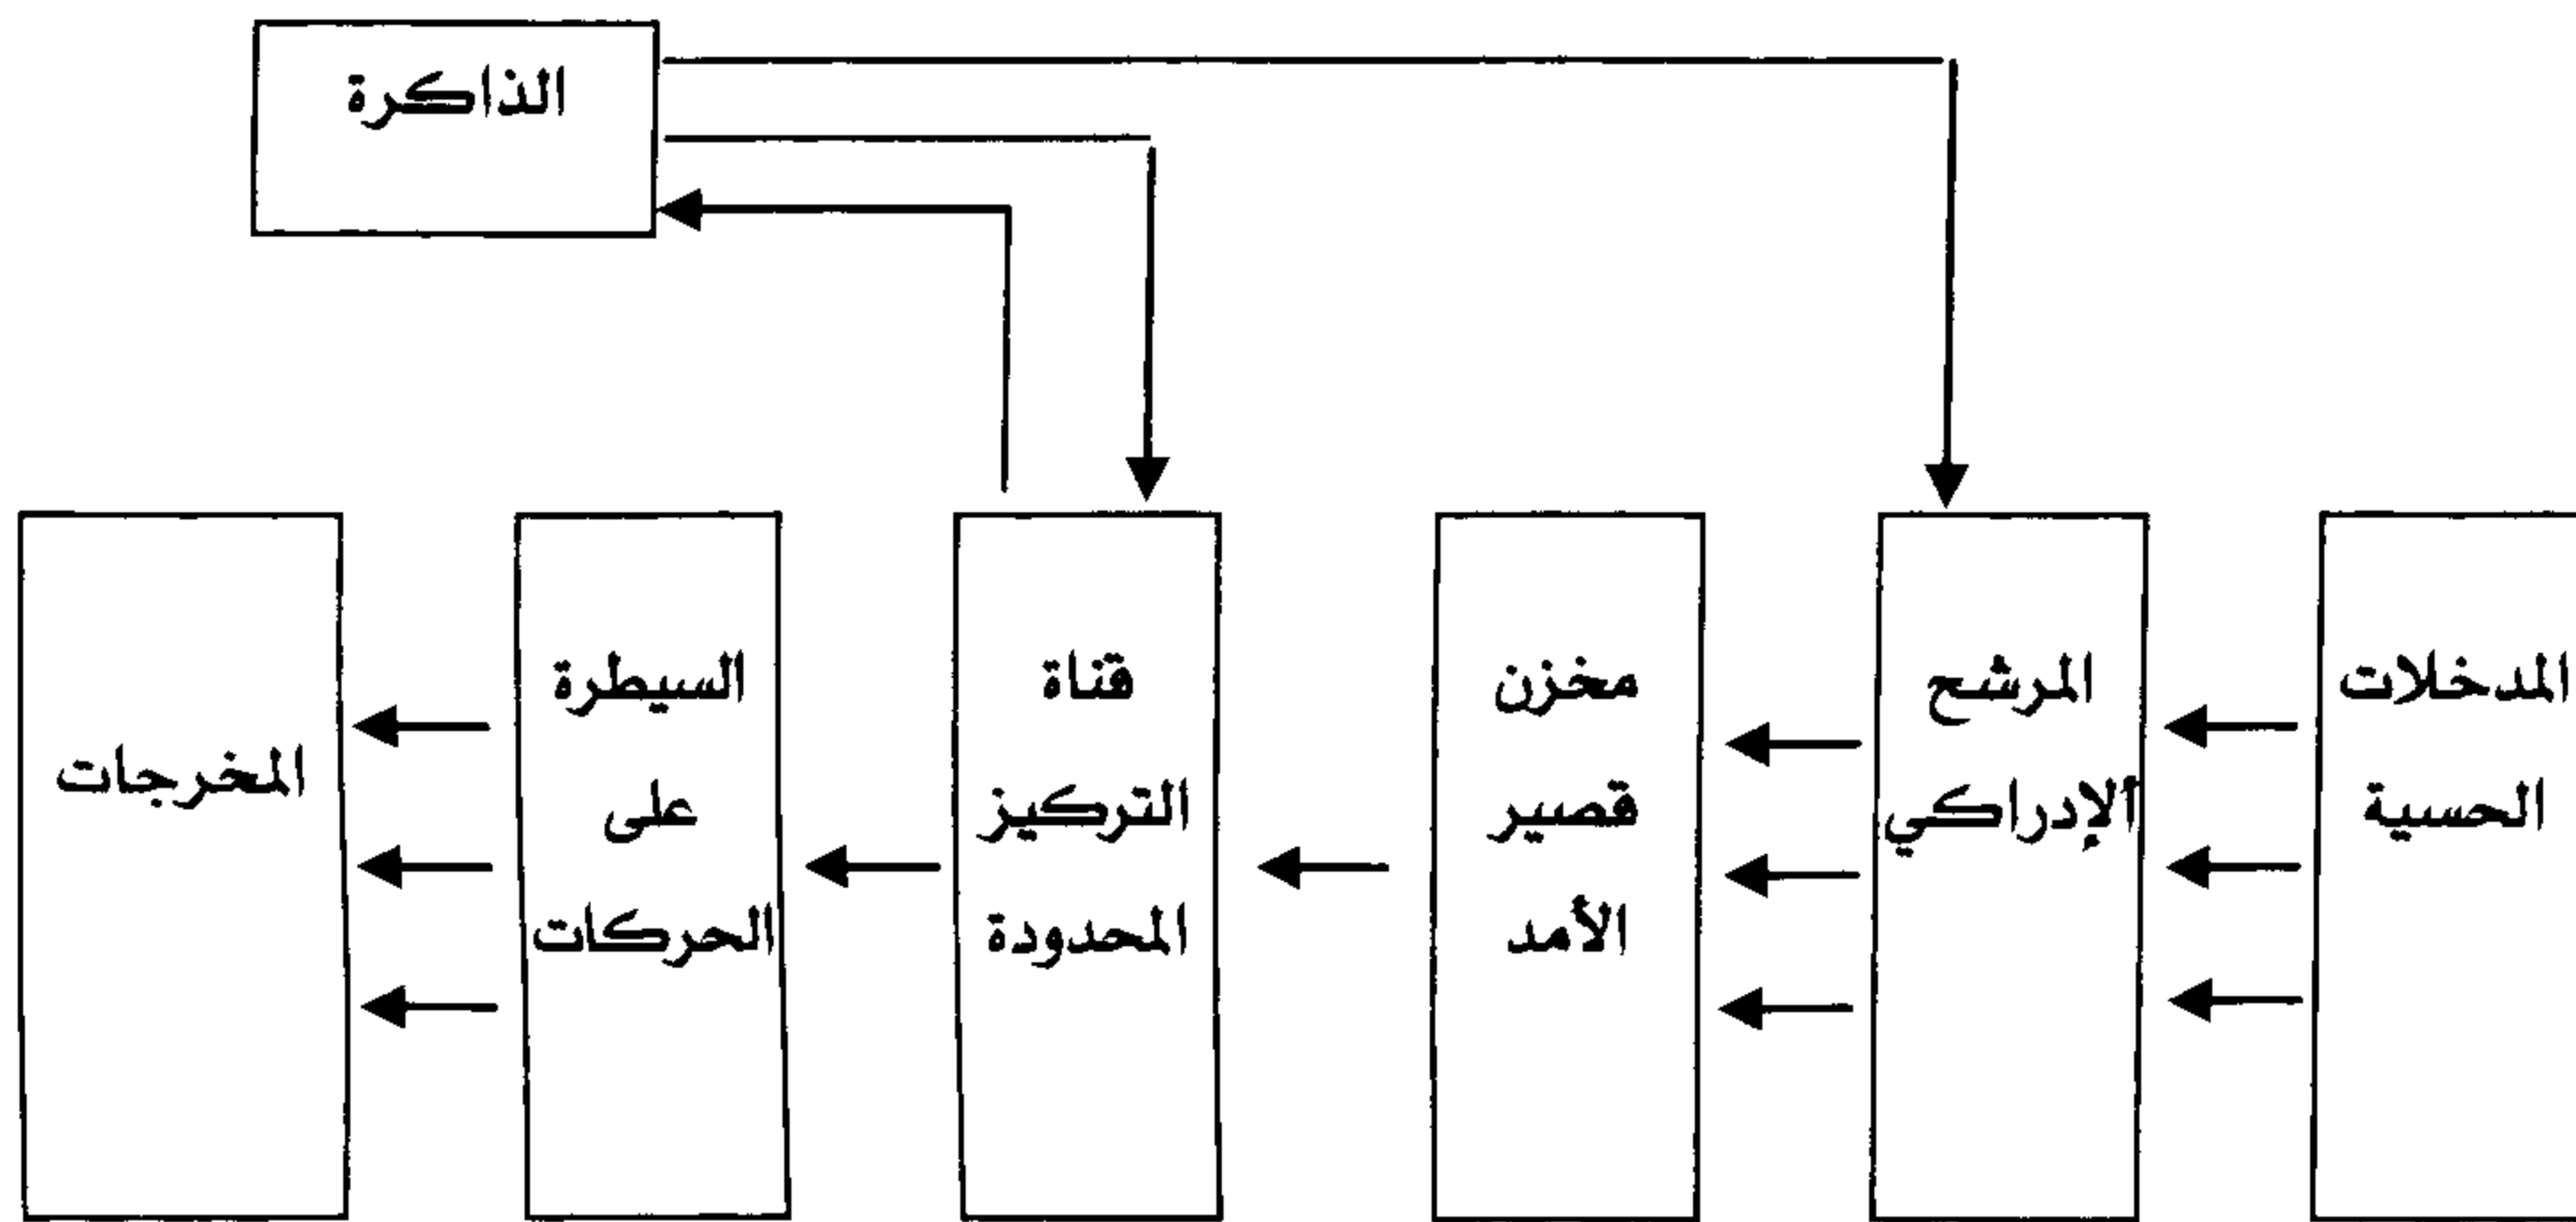 الذاكرة
المدخلات
الحسية
المرشح
الإدراكي
مخزن
قصير
الأمد
قناة
التركيز
المحدودة
السيطرة
على
الحركات
المخرجات